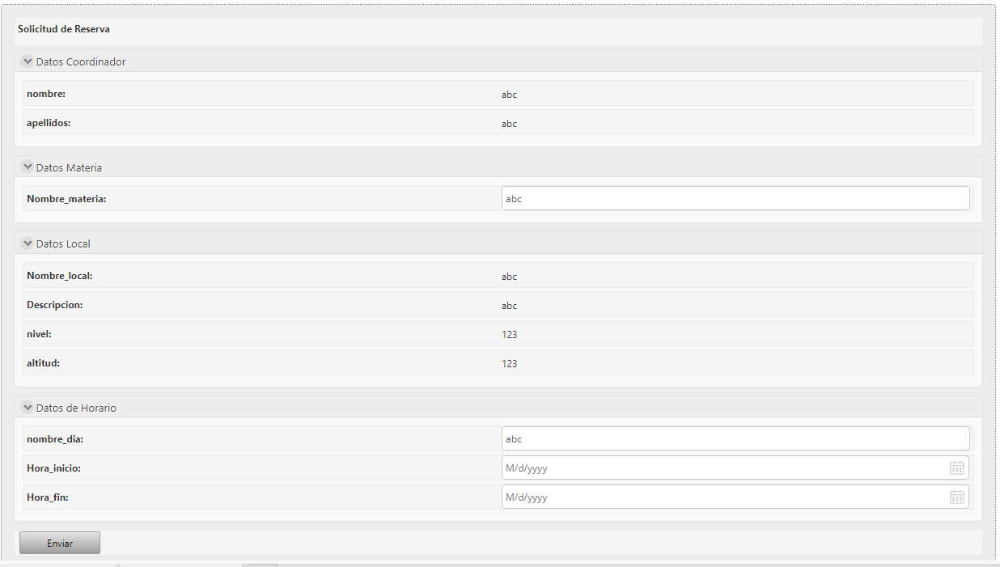 Solicitud de Reserva
Datos Coordinador
nombre: abc
apellidos: abc
Datos Materia
Nombre_materia: abc
Datos Local
Nombre_local: abc
Descripcion: abc
nivel: 123
altitud: 123
Datos de Horario
nombre_dia: abc
Hora_inicio: M/d/yyyy
Hora_fin: M/d/yyyy
Enviar